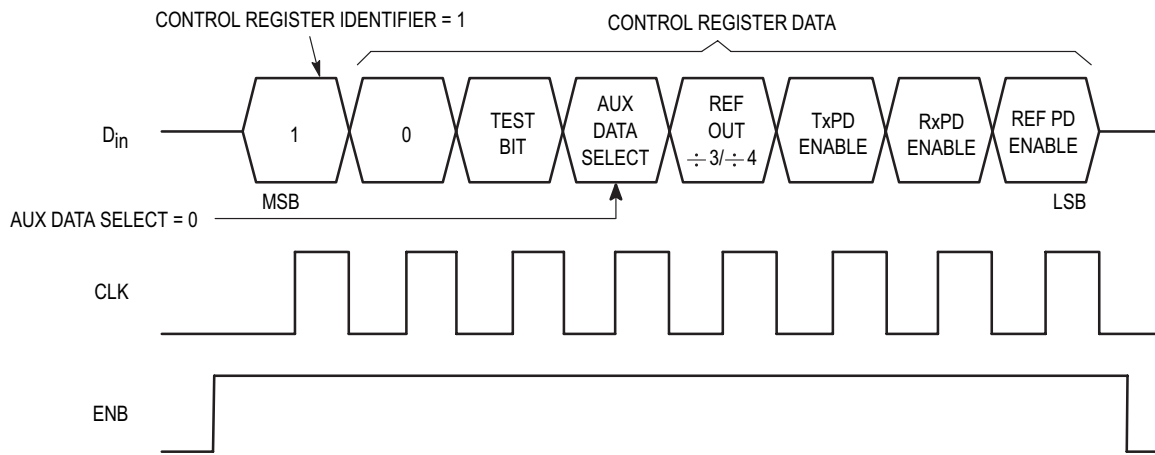 CONTROL REGISTER IDENTIFIER = 1
CONTROL REGISTER DATA
Din
1
0
TEST
BIT
AUX
DATA
SELECT
REF
OUT
÷3/÷4
TxPD
ENABLE
RxPD
ENABLE
REF PD
ENABLE
MSB
LSB
AUX DATA SELECT = 0
CLK
ENB